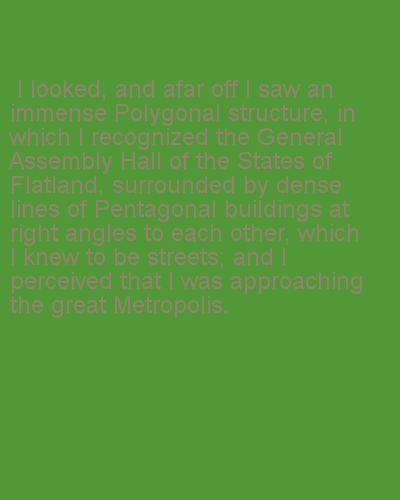 I looked, and afar off I saw an
immense Polygonal structure, in
which I recognized the General
Assembly Hall of the States of
Flatland, surrounded by dense
lines of Pentagonal buildings at
right angles to each other, which
I knew to be streets; and I
perceived that I was approaching
the great Metropolis.